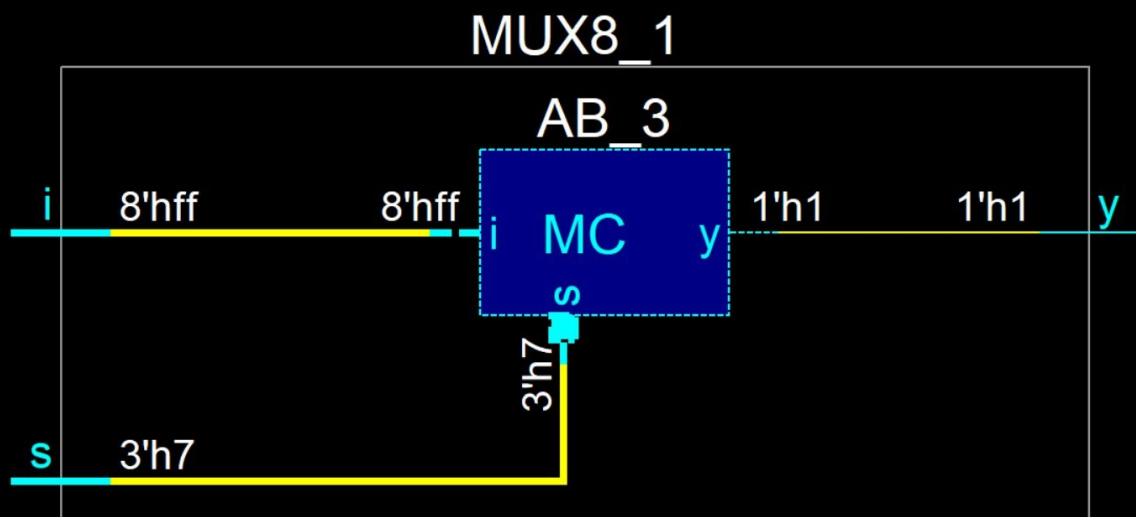 MUX8_1
AB_3
i 8'hff 8'hff i MC y 1'h1 1'h1 y
s
3'h7
s 3'h7